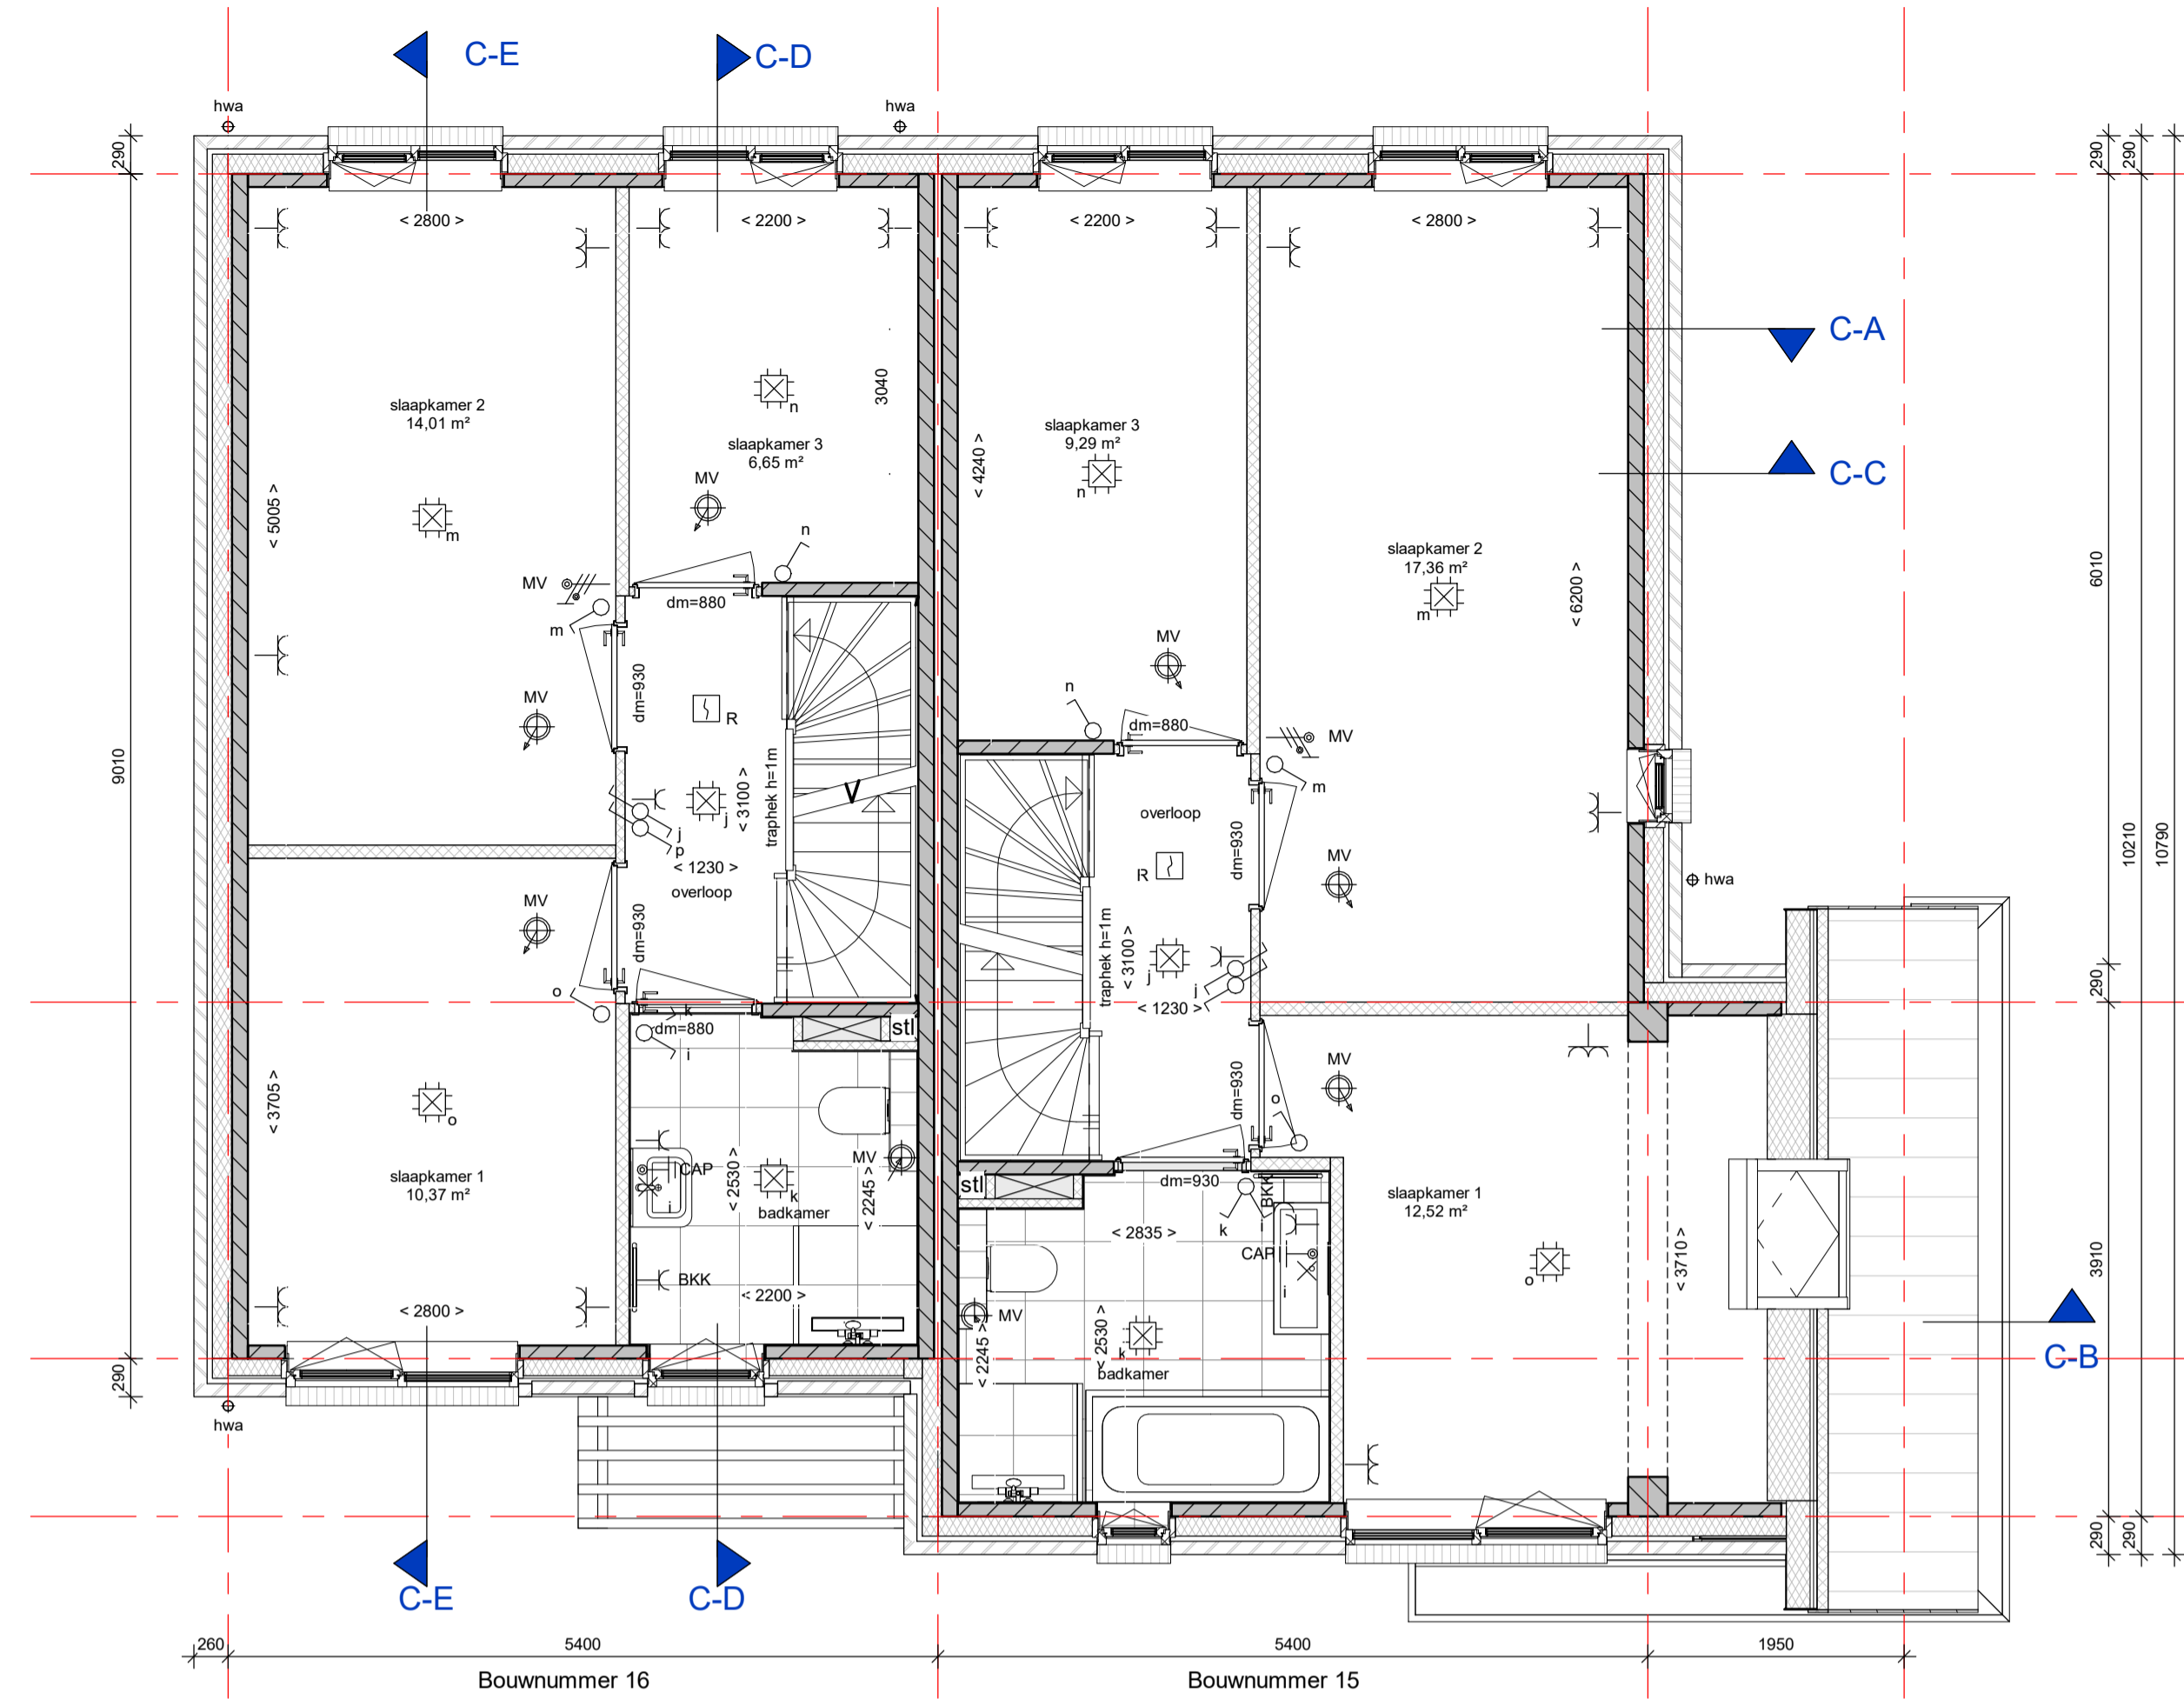 C-E
C-D
hwa
hwa
290
290
290
< 2800 >
< 2200 >
< 2200 >
< 2800 >
C-A
slaapkamer 2
14,01 m²
n
3040
slaapkamer 3
6,65 m²
slaapkamer 3
9,29 m²
< 4240 >
C-C
n
MV
< 5005 >
m
n
slaapkamer 2
17,36 m²
6010
MV
dm=880
m
< 6200 >
m
MV
dm=930
MV
R
n
dm=880
MV
9010
< 3100 >
traphek h=1m
V
m
j
j
p
overloop
10210
10790
< 1230 >
overloop
R
dm=930
MV
hwa
MV
dm=930
traphek h=1m
< 3100 >
j
j
290
o
< 1230 >
k
dm=880
stl
i
MV
dm=930
o
< 3705 >
o
CAP
< 2530 >
MV
k
badkamer
i
< 2245 >
slaapkamer 1
10,37 m²
stl
dm=930
BKK
k
i
slaapkamer 1
12,52 m²
< 2835 >
CAP
i
o
< 3710 >
3910
BKK
< 2200 >
< 2800 >
MV
< 2245 >
< 2530 >
k
badkamer
C-B
290
hwa
290
290
C-E
C-D
260
5400
5400
1950
Bouwnummer 16
Bouwnummer 15